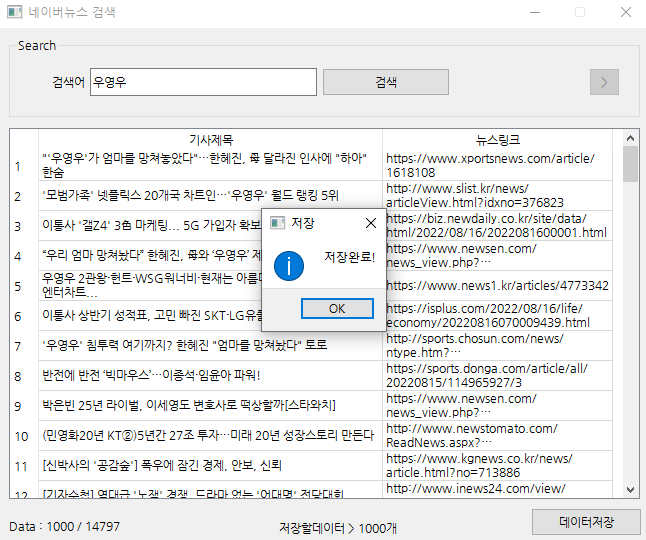 네이버뉴스 검색
Search
검색어 우영우 검색 >
기사제목 뉴스링크
1 "'우영우'가 엄마를 망쳐놓았다"…한혜진, 母 달라진 인사에 "하아" 한숨 https://www.xportsnews.com/article/1618108
2 '모범가족' 넷플릭스 20개국 차트인…'우영우' 월드 랭킹 5위 http://www.slist.kr/news/articleView.html?idxno=376823
3 이통사 '갤Z4' 3色 마케팅... 5G 가입자 확보 https://biz.newdaily.co.kr/site/data/html/2022/08/16/2022081600001.html
4 “우리 엄마 망쳐놨다” 한혜진, 母와 ‘우영우’ 제 https://www.newsen.com/news_view.php?…
5 우영우 2관왕·헌트·WSG워너비·현재는 아름다 엔터차트... https://www.news1.kr/articles/4773342
6 이통사 상반기 성적표, 고민 빠진 SKT·LG유플 https://isplus.com/2022/08/16/life/economy/20220816070009439.html
7 '우영우' 침투력 여기까지? 한혜진 "엄마를 망쳐놨다" 토로 http://sports.chosun.com/news/ntype.htm?…
8 반전에 반전 ‘빅마우스’…이종석·임윤아 파워! https://sports.donga.com/article/all/20220815/114965927/3
9 박은빈 25년 라이벌, 이세영도 변호사로 떡상할까[스타와치] https://www.newsen.com/news_view.php?…
10 (민영화20년 KT②)5년간 27조 투자…미래 20년 성장스토리 만든다 http://www.newstomato.com/ReadNews.aspx?…
11 [신박사의 '공감숲'] 폭우에 잠긴 경제, 안보, 신뢰 https://www.kgnews.co.kr/news/article.html?no=713886
12 [기자수첩] 역대급 '노잼' 경쟁, 드라마 없는 '어대명' 전당대회 http://www.inews24.com/view/
저장
저장완료!
OK
Data : 1000 / 14797 저장할데이터 > 1000개 데이터저장